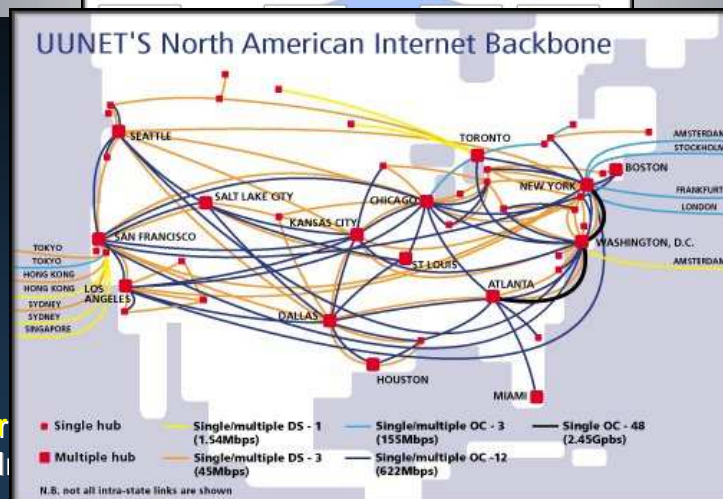 UUNET'S North American Internet Backbone
SEATTLE
TORONTO
AMSTERDAM
STOCKHOLM
BOSTON
SALT LAKE CITY
CHICAGO
NEW YORK
FRANKFURT
LONDON
KANSAS CITY
SAN FRANCISCO
WASHINGTON, D.C.
TOKYO
TOKYO
ST LOUIS
AMSTERDAM
HONG KONG
HONG KONG
LOS
ANGELES
ATLANTA
SYDNEY
SYDNEY
DALLAS
SINGAPORE
HOUSTON
MIAMI
Single hub
Single/multiple DS - 1
(1.54Mbps)
Single/multiple OC - 3
(155Mbps)
Single OC - 48
(2.45Gpbs)
Multiple hub
Single/multiple DS - 3
(45Mbps)
Single/multiple OC -12
(622Mbps)
N.B. not all intra-state links are shown